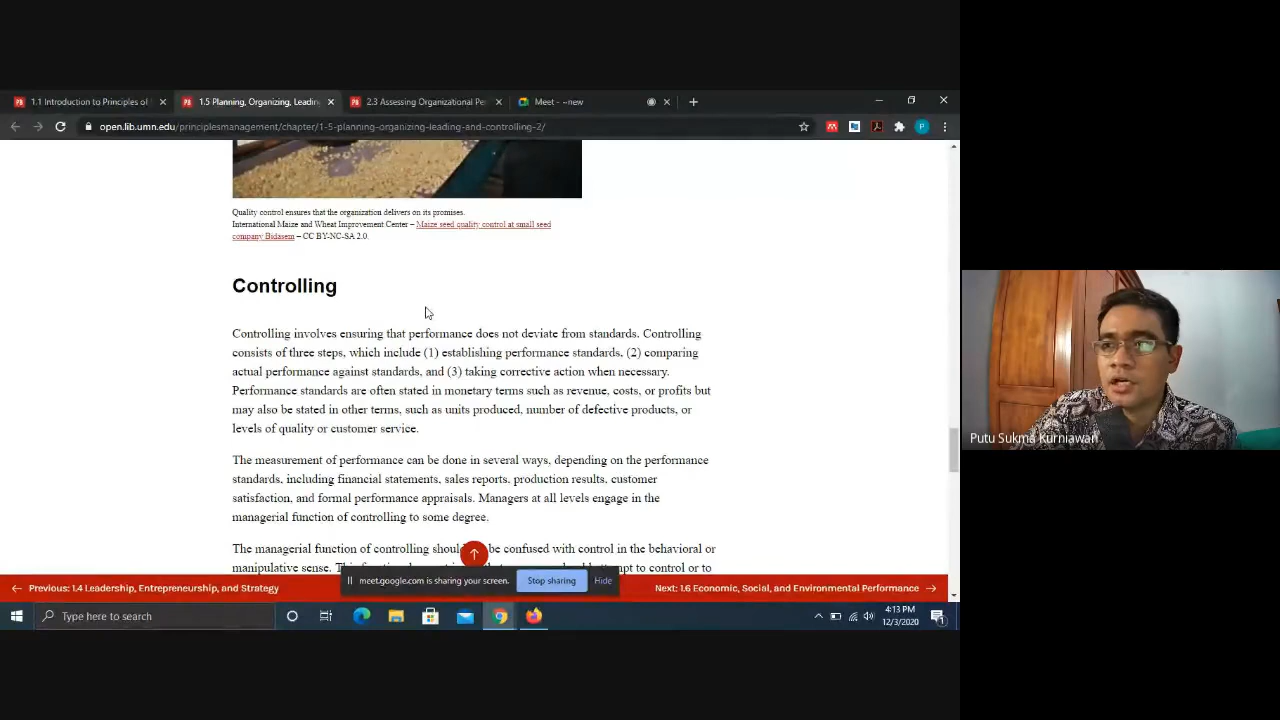 1.1 Introduction to Principles of
1.5 Planning, Organizing, Leadin
2.3 Assessing Organizational Pe
Meet - ~new
open.lib.umn.edu/principlesmanagement/chapter/1-5-planning-organizing-leading-and-controlling-2/
P
Quality control ensures that the organization delivers on its promises.
International Maize and Wheat Improvement Center – Maize seed quality control at small seed
company Bidasem – CC BY-NC-SA 2.0.
Controlling
Controlling involves ensuring that performance does not deviate from standards. Controlling
consists of three steps, which include (1) establishing performance standards, (2) comparing
actual performance against standards, and (3) taking corrective action when necessary.
Performance standards are often stated in monetary terms such as revenue, costs, or profits but
may also be stated in other terms, such as units produced, number of defective products, or
levels of quality or customer service.
The measurement of performance can be done in several ways, depending on the performance
standards, including financial statements, sales reports, production results, customer
satisfaction, and formal performance appraisals. Managers at all levels engage in the
managerial function of controlling to some degree.
The managerial function of controlling should be confused with control in the behavioral or
manipulative sense. This
meet.google.com is sharing your screen.
Stop sharing
Hide
Previous: 1.4 Leadership, Entrepreneurship, and Strategy
Next: 1.6 Economic, Social, and Environmental Performance
Type here to search
4:13 PM
12/3/2020
Putu Sukma Kurniawan